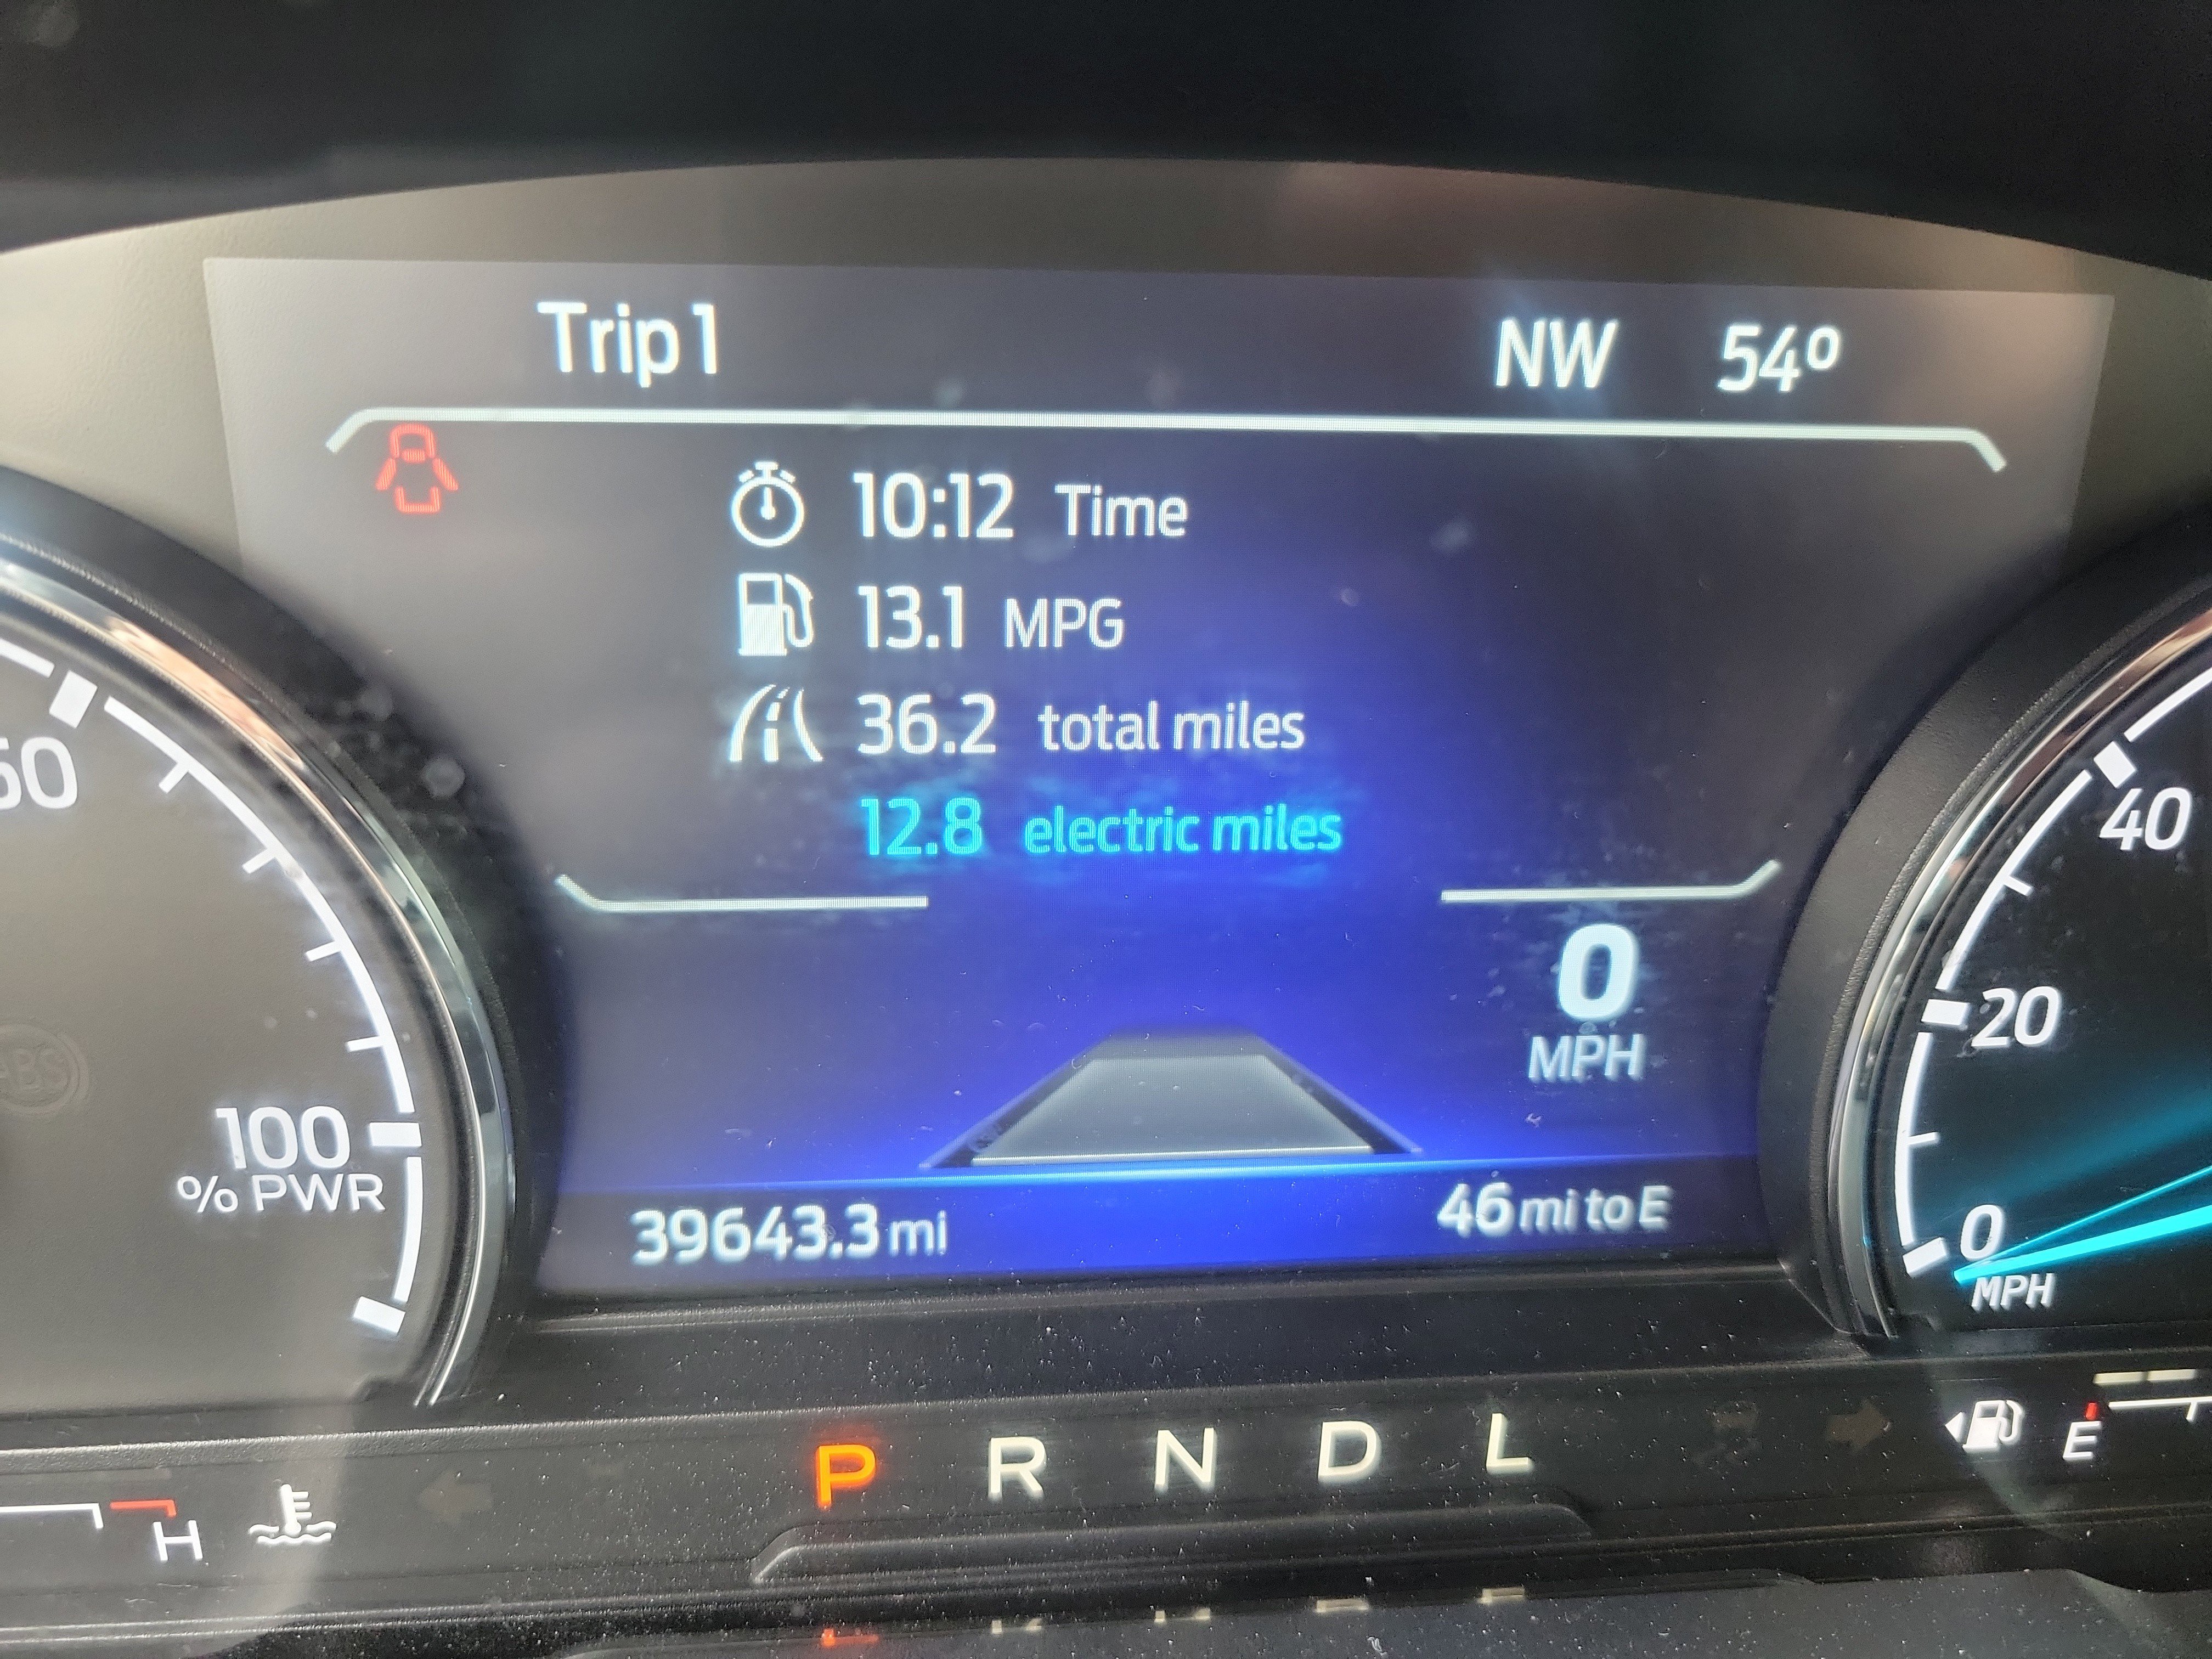 Trip 1 NW 54º
10:12 Time
13.1 MPG
36.2 total miles
12.8 electric miles
40
0
MPH
20
100
% PWR
39643.3 mi 46 mi to E
0
MPH
P R N D L
E
H